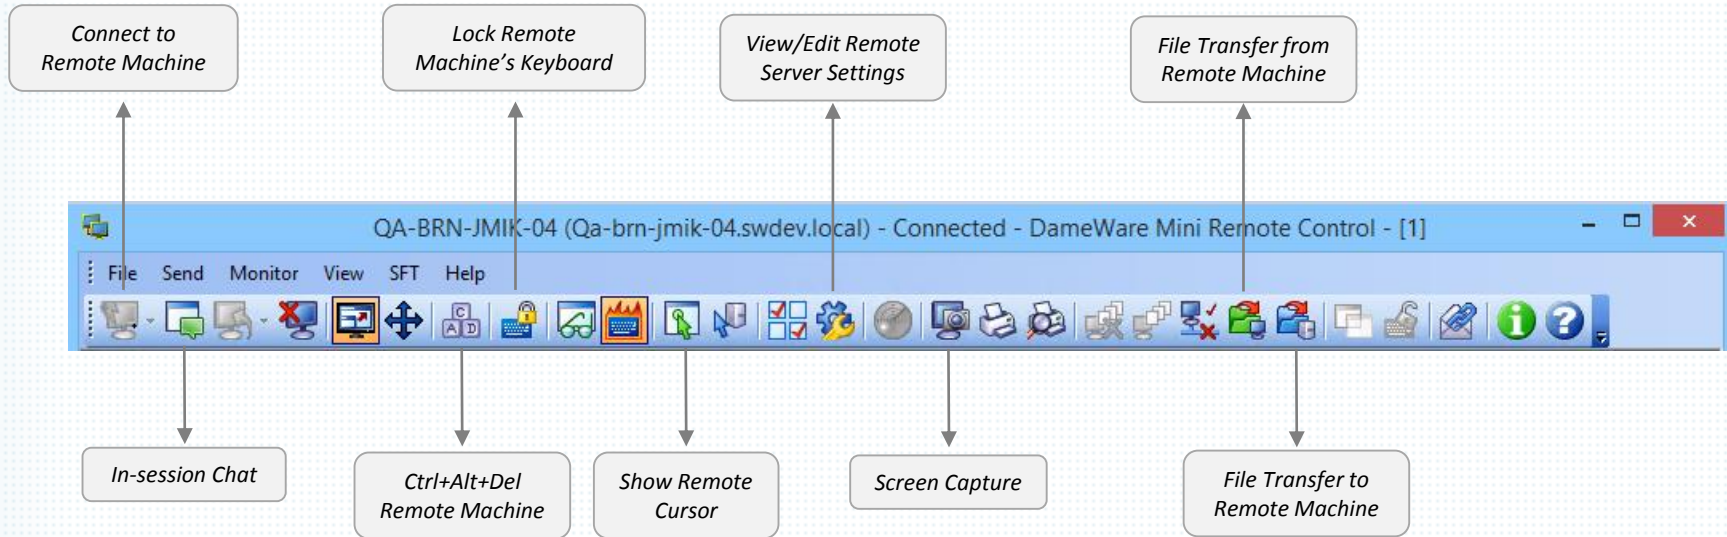 Connect to
Remote Machine
Lock Remote
Machine's Keyboard
View/Edit Remote
Server Settings
File Transfer from
Remote Machine
QA-BRN-JMIK-04 (Qa-brn-jmik-04.swdev.local) - Connected - DameWare Mini Remote Control - [1]
File Send Monitor View SFT Help
C
A D
In-session Chat
Ctrl+Alt+Del
Remote Machine
Show Remote
Cursor
Screen Capture
File Transfer to
Remote Machine